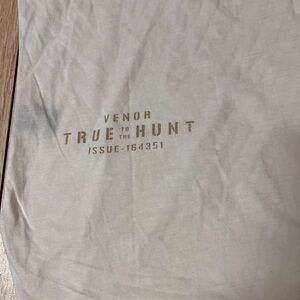 VENOR
TRUE TO THE HUNT
ISSUE-164351